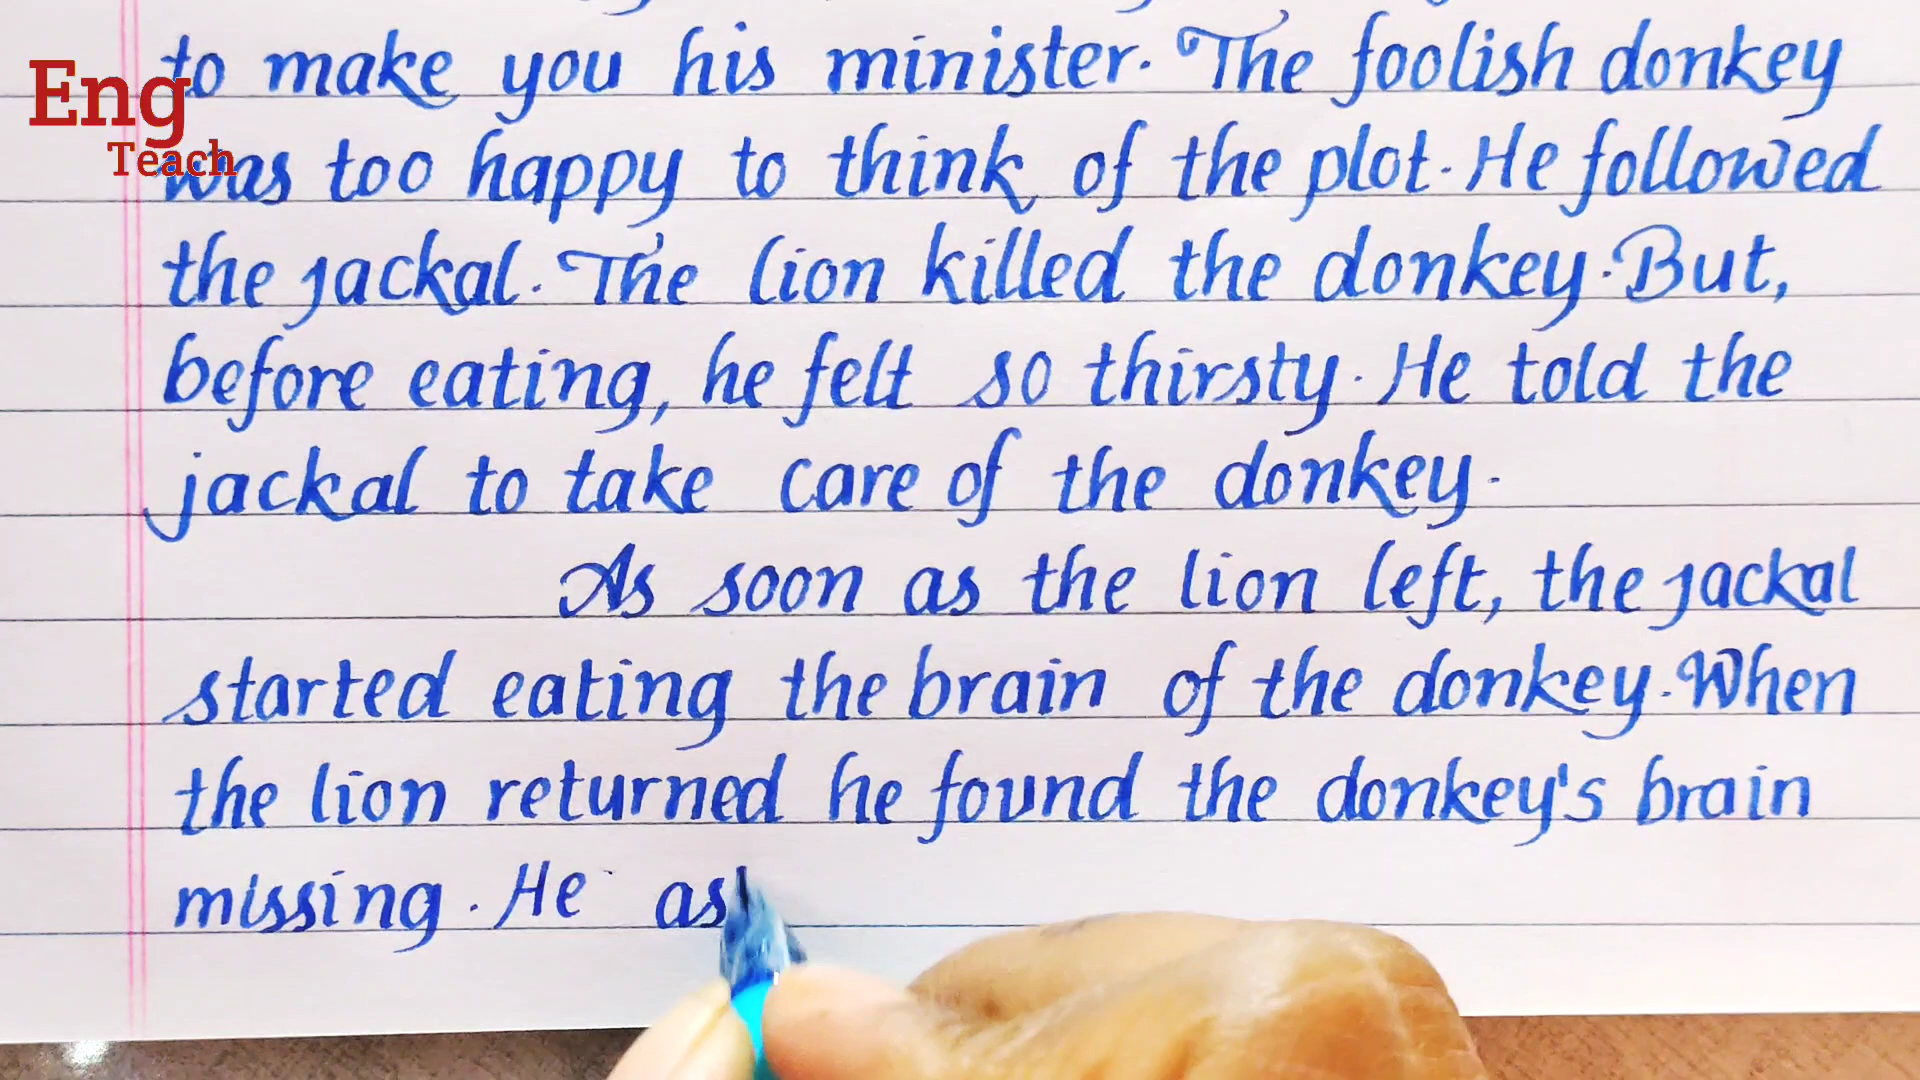 Eng
Teach
to make you his minister. The foolish donkey
was too happy to think of the plot. He followed
the jackal. The lion killed the donkey. But,
before eating, he felt so thirsty. He told the
jackal to take care of the donkey.
As soon as the lion left, the jackal
started eating the brain of the donkey. When
the lion returned he found the donkey's brain
missing. He as